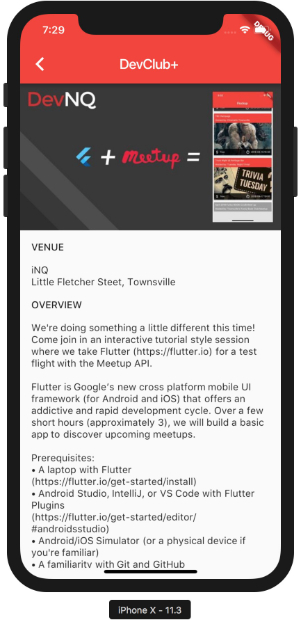 7:29
DEBUG
DevClub+
DevNQ
+ meetup =
TRIVIA
TUESDAY
VENUE
iNQ
Little Fletcher Steet, Townsville
OVERVIEW
We're doing something a little different this time!
Come join in an interactive tutorial style session
where we take Flutter (https://flutter.io) for a test
flight with the Meetup API.
Flutter is Google's new cross platform mobile UI
framework (for Android and iOS) that offers an
addictive and rapid development cycle. Over a few
short hours (approximately 3), we will build a basic
app to discover upcoming meetups.
Prerequisites:
• A laptop with Flutter
(https://flutter.io/get-started/install)
• Android Studio, IntelliJ, or VS Code with Flutter
Plugins
(https://flutter.io/get-started/editor/
#androidsstudio)
• Android/iOS Simulator (or a physical device if
you're familiar)
• A familiarity with Git and GitHub
iPhone X - 11.3